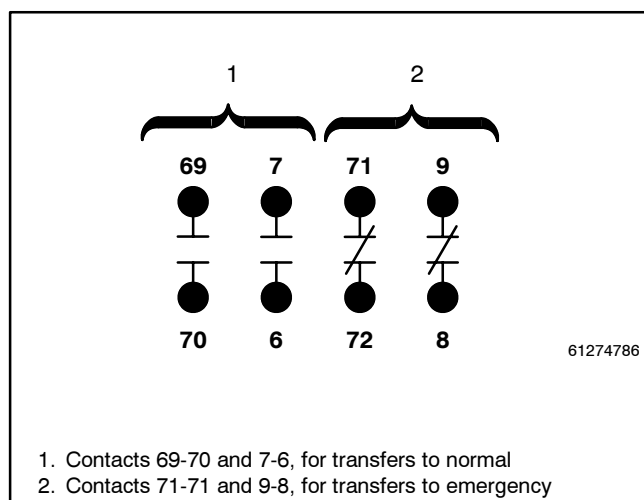 1 2
69 7 71 9
70 6 72 8
61274786
1. Contacts 69-70 and 7-6, for transfers to normal
2. Contacts 71-71 and 9-8, for transfers to emergency